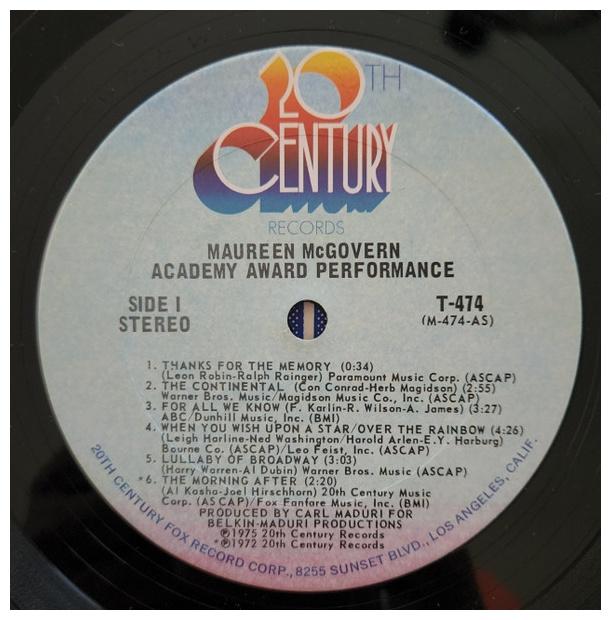 20TH
CENTURY
RECORDS
MAUREEN McGOVERN
ACADEMY AWARD PERFORMANCE
SIDE I
STEREO
T-474
(M-474-AS)
1. THANKS FOR THE MEMORY (0:34)
(Leon Robin-Ralph Rainger) Paramount Music Corp. (ASCAP)
2. THE CONTINENTAL (Con Conrad-Herb Magidson) (2:55)
Warner Bros. Music/Magidson Music Co., Inc. (ASCAP)
3. FOR ALL WE KNOW (F. Karlin-R. Wilson-A. James) (3:27)
ABC/Dunhill Music, Inc. (BMI)
4. WHEN YOU WISH UPON A STAR/OVER THE RAINBOW (4:26)
(Leigh Harline-Ned Washington/Harold Arlen-E.Y. Harburg)
Bourne Co. (ASCAP)/Leo Feist, Inc. (ASCAP)
5. LULLABY OF BROADWAY (3:03)
(Harry Warren-Al Dubin) Warner Bros. Music (ASCAP)
*6. THE MORNING AFTER (2:20)
(Al Kasha-Joel Hirschhorn) 20th Century Music
Corp. (ASCAP)/Fox Fanfare Music, Inc. (BMI)
PRODUCED BY CARL MADURI FOR
BELKIN-MADURI PRODUCTIONS
℗1975 20th Century Records
*℗1972 20th Century Records
20TH CENTURY FOX RECORD CORP., 8255 SUNSET BLVD., LOS ANGELES, CALIF.